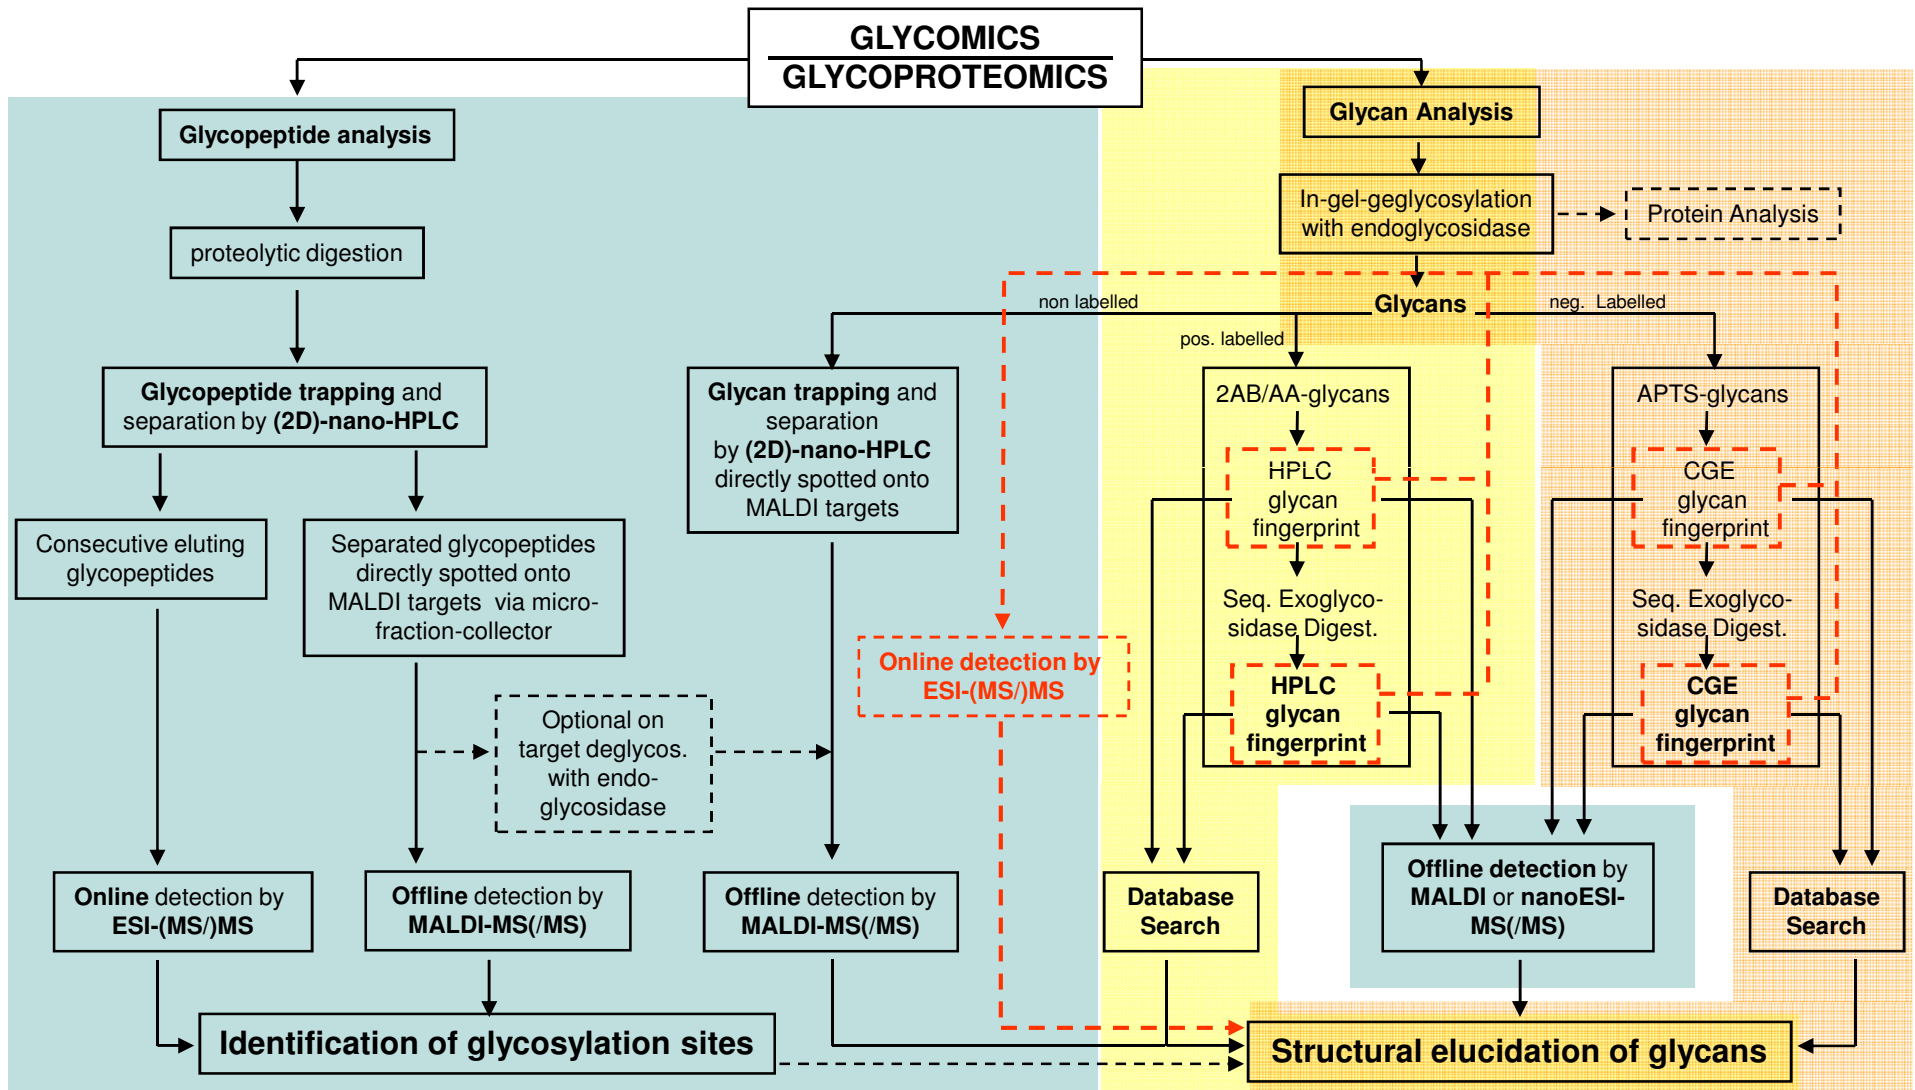 GLYCOMICS
GLYCOPROTEOMICS
Glycopeptide analysis
proteolytic digestion
Glycopeptide trapping and
separation by (2D)-nano-HPLC
Consecutive eluting
glycopeptides
Separated glycopeptides
directly spotted onto
MALDI targets via micro-
fraction-collector
Optional on
target deglycos.
with endo-
glycosidase
Online detection by
ESI-(MS/)MS
Offline detection by
MALDI-MS(/MS)
Identification of glycosylation sites
Glycan Analysis
In-gel-geglycosylation
with endoglycosidase
Protein Analysis
Glycans
non labelled
pos. labelled
neg. Labelled
Glycan trapping and
separation
by (2D)-nano-HPLC
directly spotted onto
MALDI targets
Offline detection by
MALDI-MS(/MS)
Online detection by
ESI-(MS/)MS
2AB/AA-glycans
HPLC
glycan
fingerprint
Seq. Exoglyco-
sidase Digest.
HPLC
glycan
fingerprint
APTS-glycans
CGE
glycan
fingerprint
Seq. Exoglyco-
sidase Digest.
CGE
glycan
fingerprint
Database
Search
Offline detection by
MALDI or nanoESI-
MS(/MS)
Database
Search
Structural elucidation of glycans